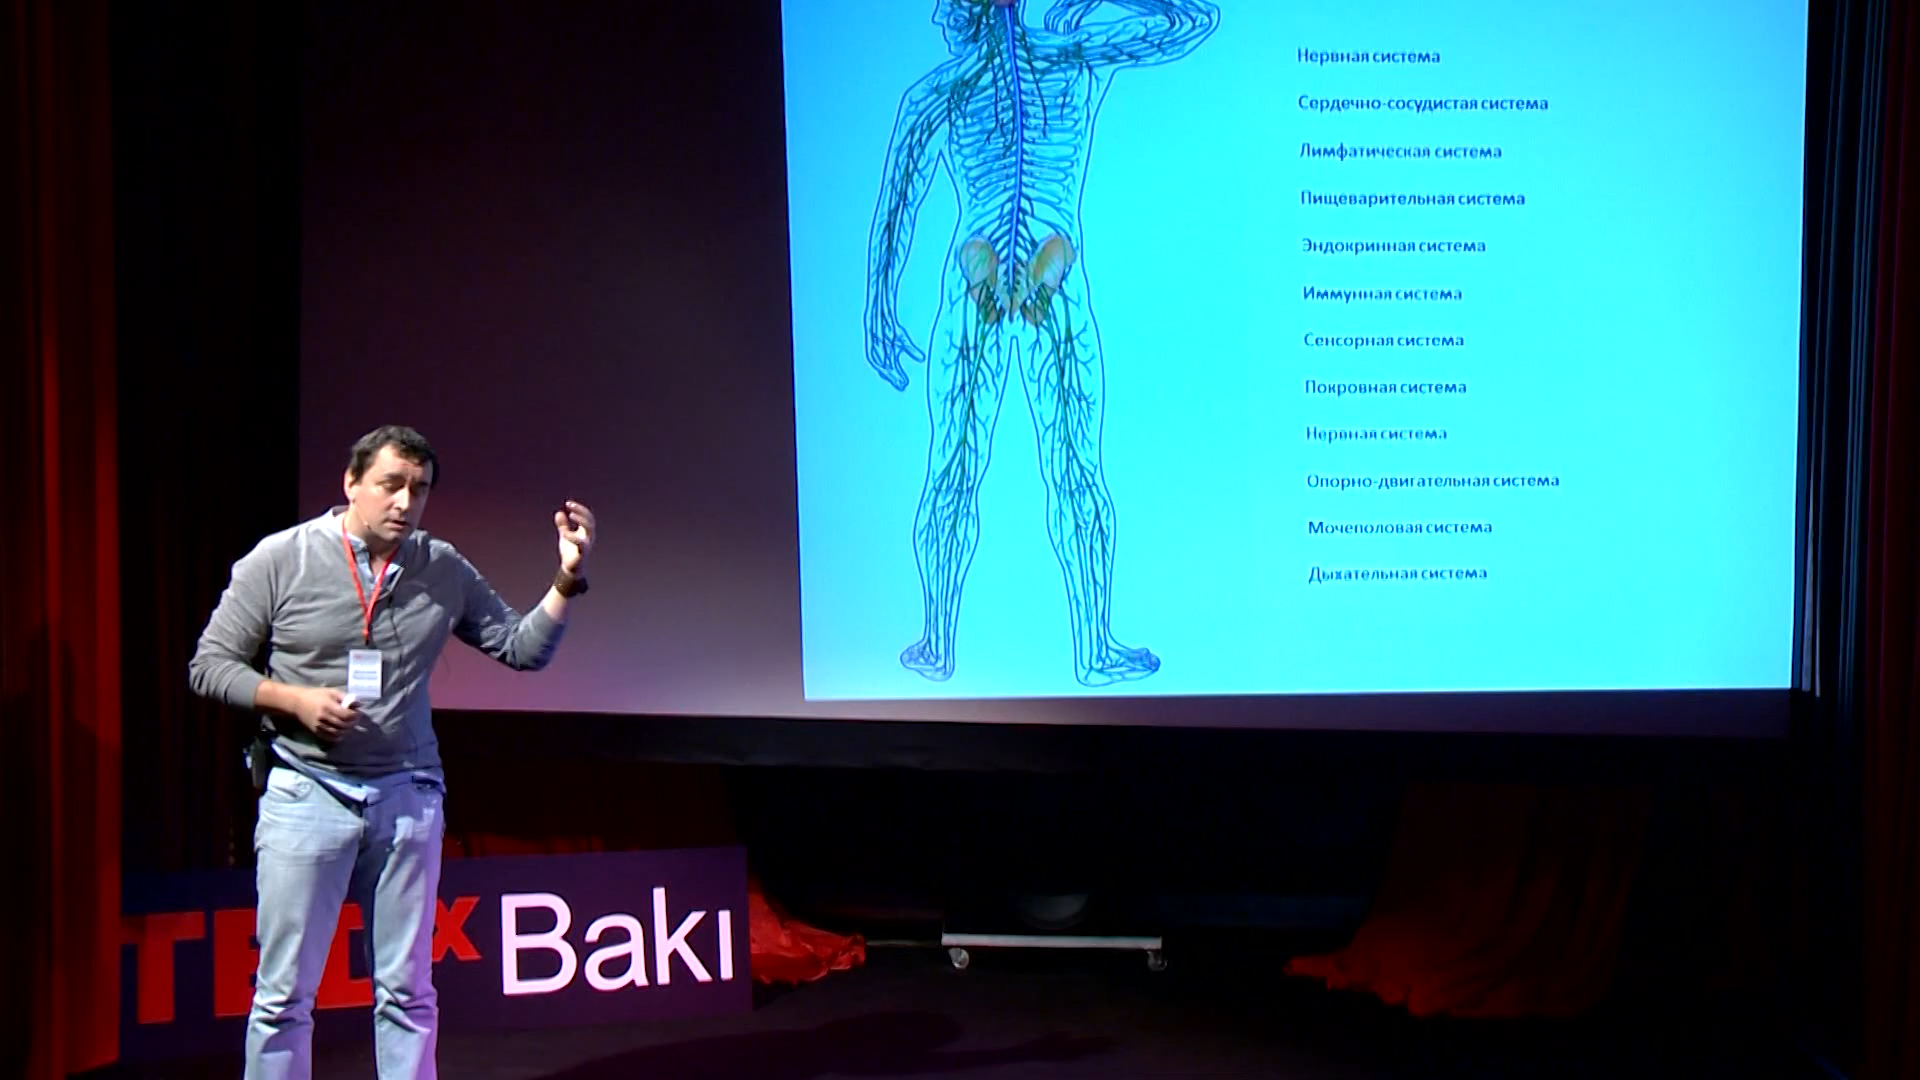 Нервная система
Сердечно-сосудистая система
Лимфатическая система
Пищеварительная система
Эндокринная система
Иммунная система
Сенсорная система
Покровная система
Нервная система
Опорно-двигательная система
Мочеполовая система
Дыхательная система
TEDx Bakı